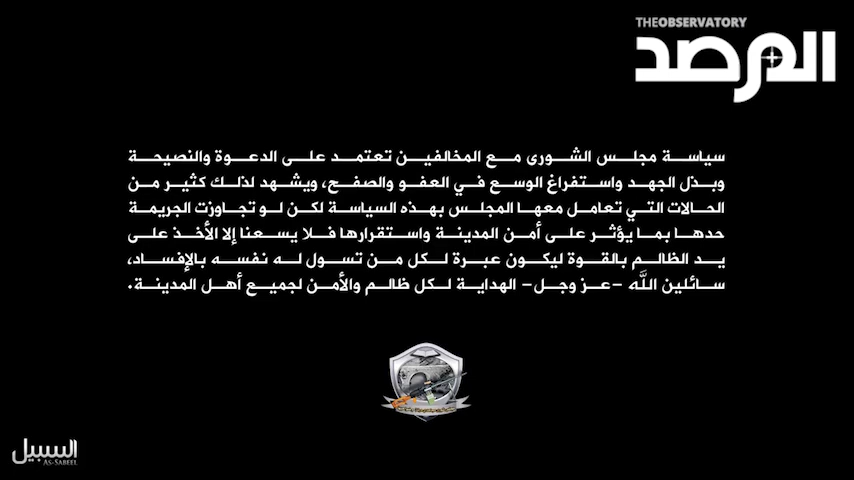 THE OBSERVATORY
المرصد
سياسة مجلس الشورى مع المخالفين تعتمد على الدعوة والنصيحة
وبذل الجهد واستفراغ الوسع في العفو والصفح، ويشهد لذلك كثير من
الحالات التي تعامل معها المجلس بهذه السياسة لكن لو تجاوزت الجريمة
حدها بما يؤثر على أمن المدينة واستقرارها فلا يسعنا إلا الأخذ على
يد الظالم بالقوة ليكون عبرة لكل من تسول له نفسه بالإفساد،
سائلين الله -عز وجل- الهداية لكل ظالم والأمن لجميع أهل المدينة.
السبيل
AS-SABEEL